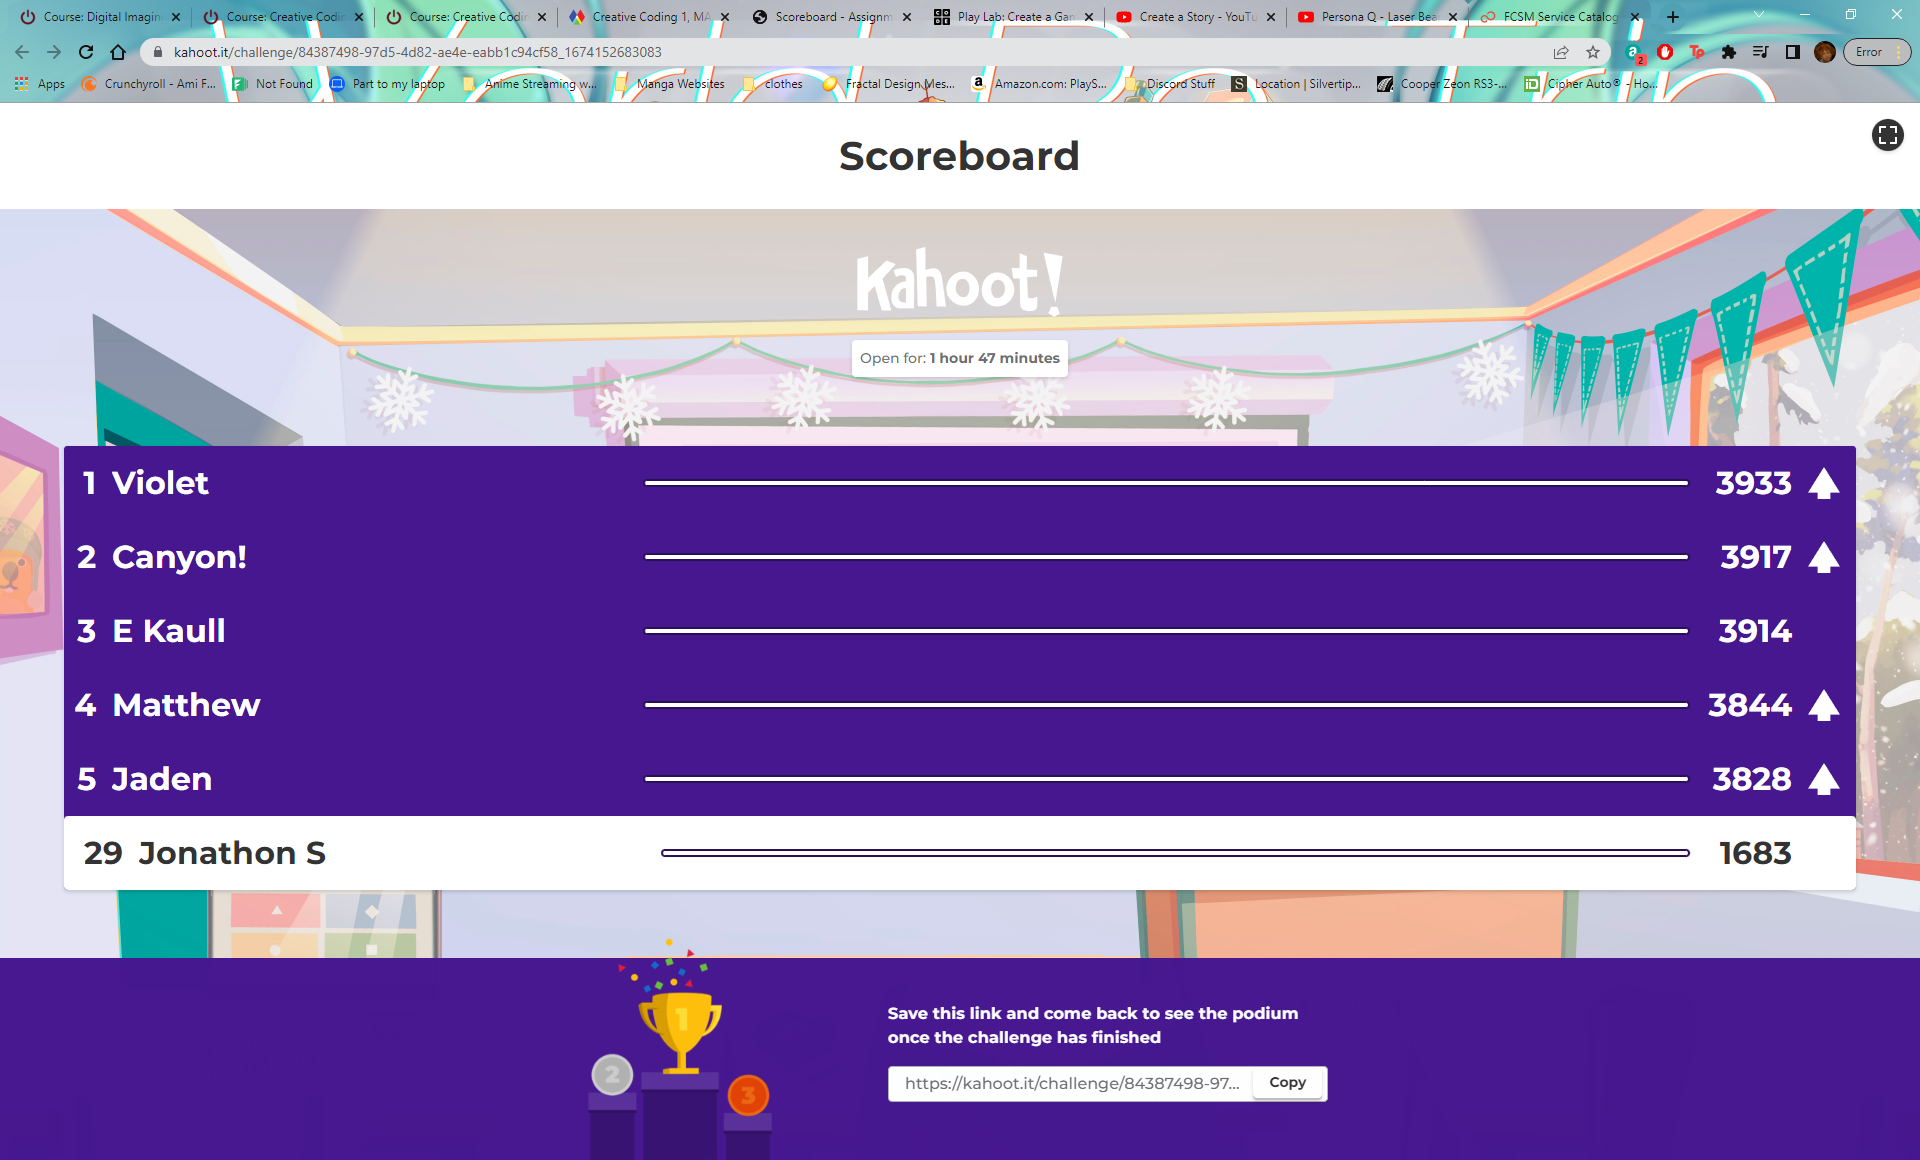 Course: Digital Imagin
Course: Creative Codin
Course: Creative Codin
Creative Coding 1, MA
Scoreboard - Assignm
Play Lab: Create a Gam
Create a Story - YouTu
Persona Q - Laser Bea
FCSM Service Catalog
kahoot.it/challenge/84387498-97d5-4d82-ae4e-eabb1c94cf58_1674152683083
2
Error
Apps
Crunchyroll - Ami F...
Not Found
Part to my laptop
Anime Streaming w...
Manga Websites
clothes
Fractal Design Mes...
Amazon.com: PlayS...
Discord Stuff
Location | Silvertip...
Cooper Zeon RS3-...
Cipher Auto® - Ho...
Scoreboard
Kahoot!
Open for: 1 hour 47 minutes
1 Violet 3933
2 Canyon! 3917
3 E Kaull 3914
4 Matthew 3844
5 Jaden 3828
29 Jonathon S 1683
1
2
3
Save this link and come back to see the podium
once the challenge has finished
https://kahoot.it/challenge/84387498-97... Copy